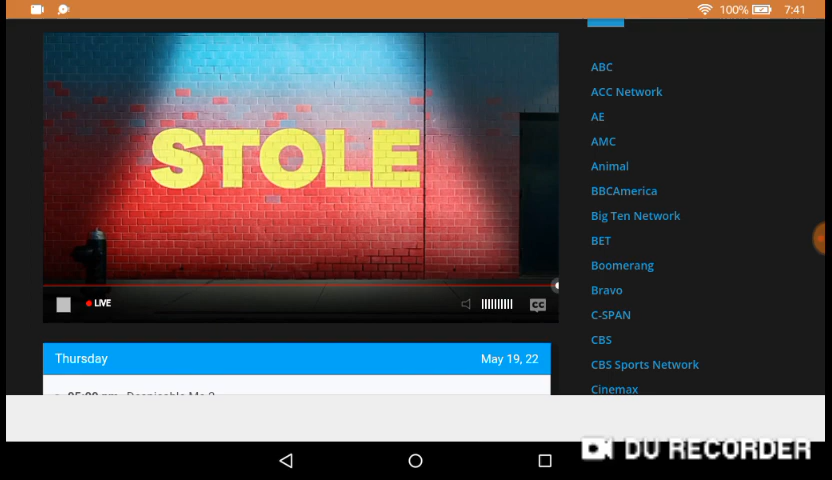 100%
7:41
STOLE
LIVE
CC
Thursday
May 19, 22
ABC
ACC Network
AE
AMC
Animal
BBCAmerica
Big Ten Network
BET
Boomerang
Bravo
C-SPAN
CBS
CBS Sports Network
Cinemax
DU RECORDER